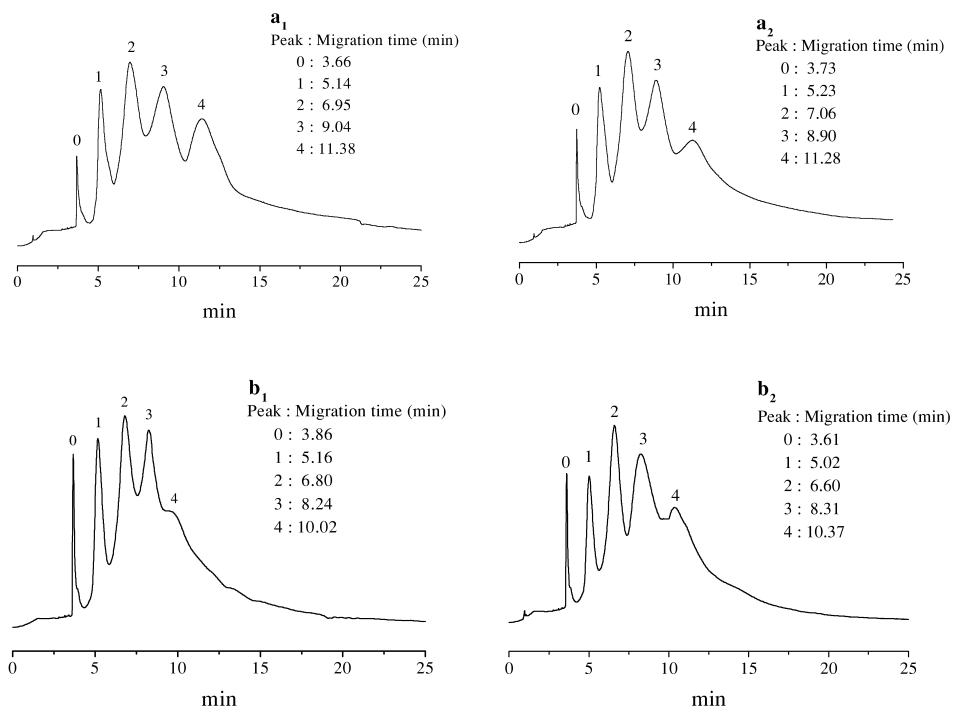 a1
Peak : Migration time (min)
0 : 3.66
1 : 5.14
2 : 6.95
3 : 9.04
4 : 11.38
0
1
2
3
4
0 5 10 15 20 25
min
a2
Peak : Migration time (min)
0 : 3.73
1 : 5.23
2 : 7.06
3 : 8.90
4 : 11.28
0
1
2
3
4
0 5 10 15 20 25
min
b1
Peak : Migration time (min)
0 : 3.86
1 : 5.16
2 : 6.80
3 : 8.24
4 : 10.02
0
1
2
3
4
0 5 10 15 20 25
min
b2
Peak : Migration time (min)
0 : 3.61
1 : 5.02
2 : 6.60
3 : 8.31
4 : 10.37
0
1
2
3
4
0 5 10 15 20 25
min